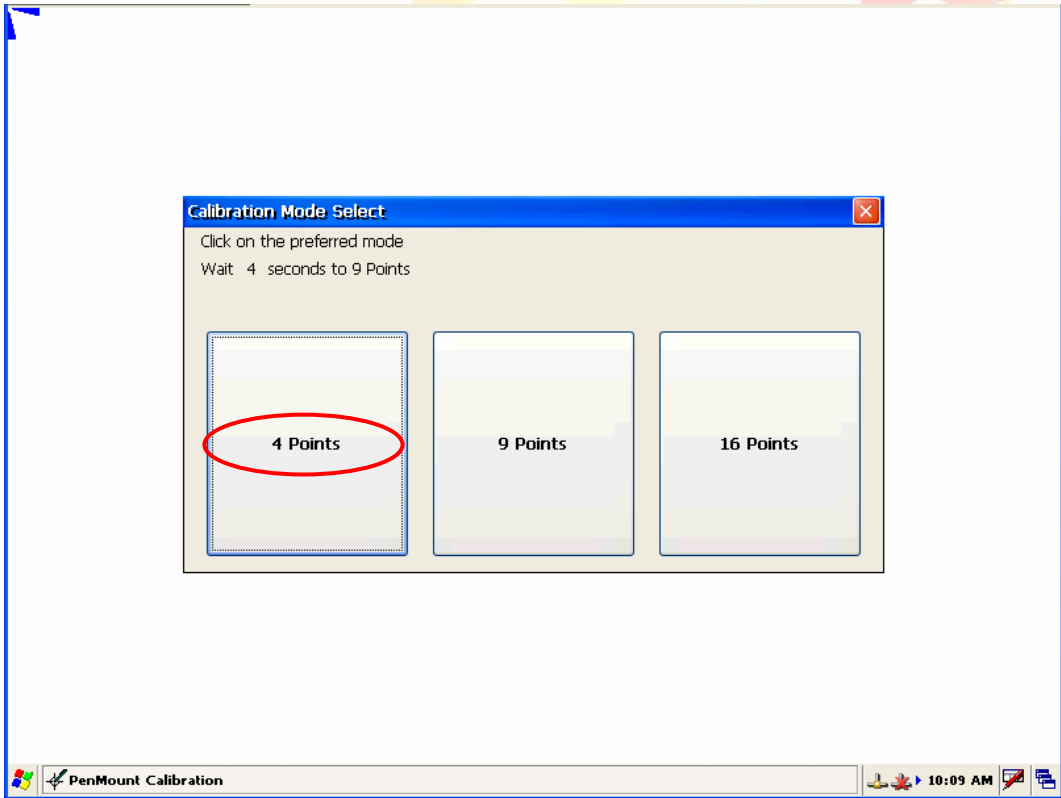 Calibration Mode Select
Click on the preferred mode
Wait 4 seconds to 9 Points
4 Points
9 Points
16 Points
PenMount Calibration
10:09 AM